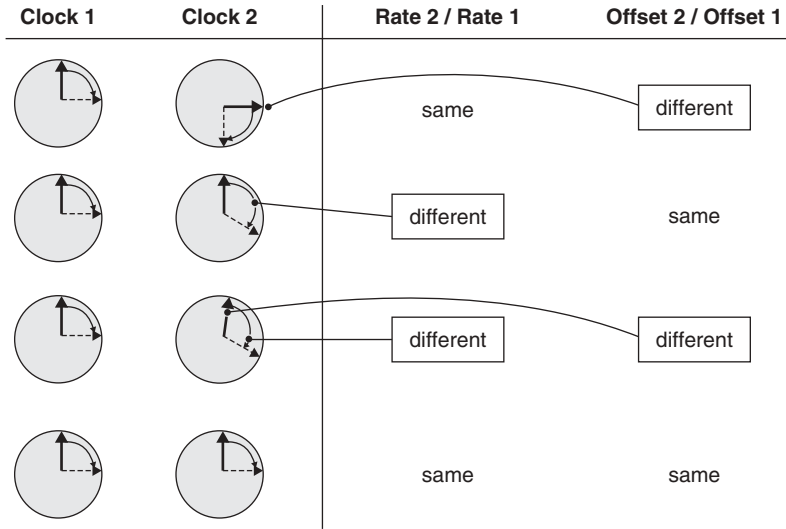 Clock 1 Clock 2 Rate 2 / Rate 1 Offset 2 / Offset 1
same different
different same
different different
same same